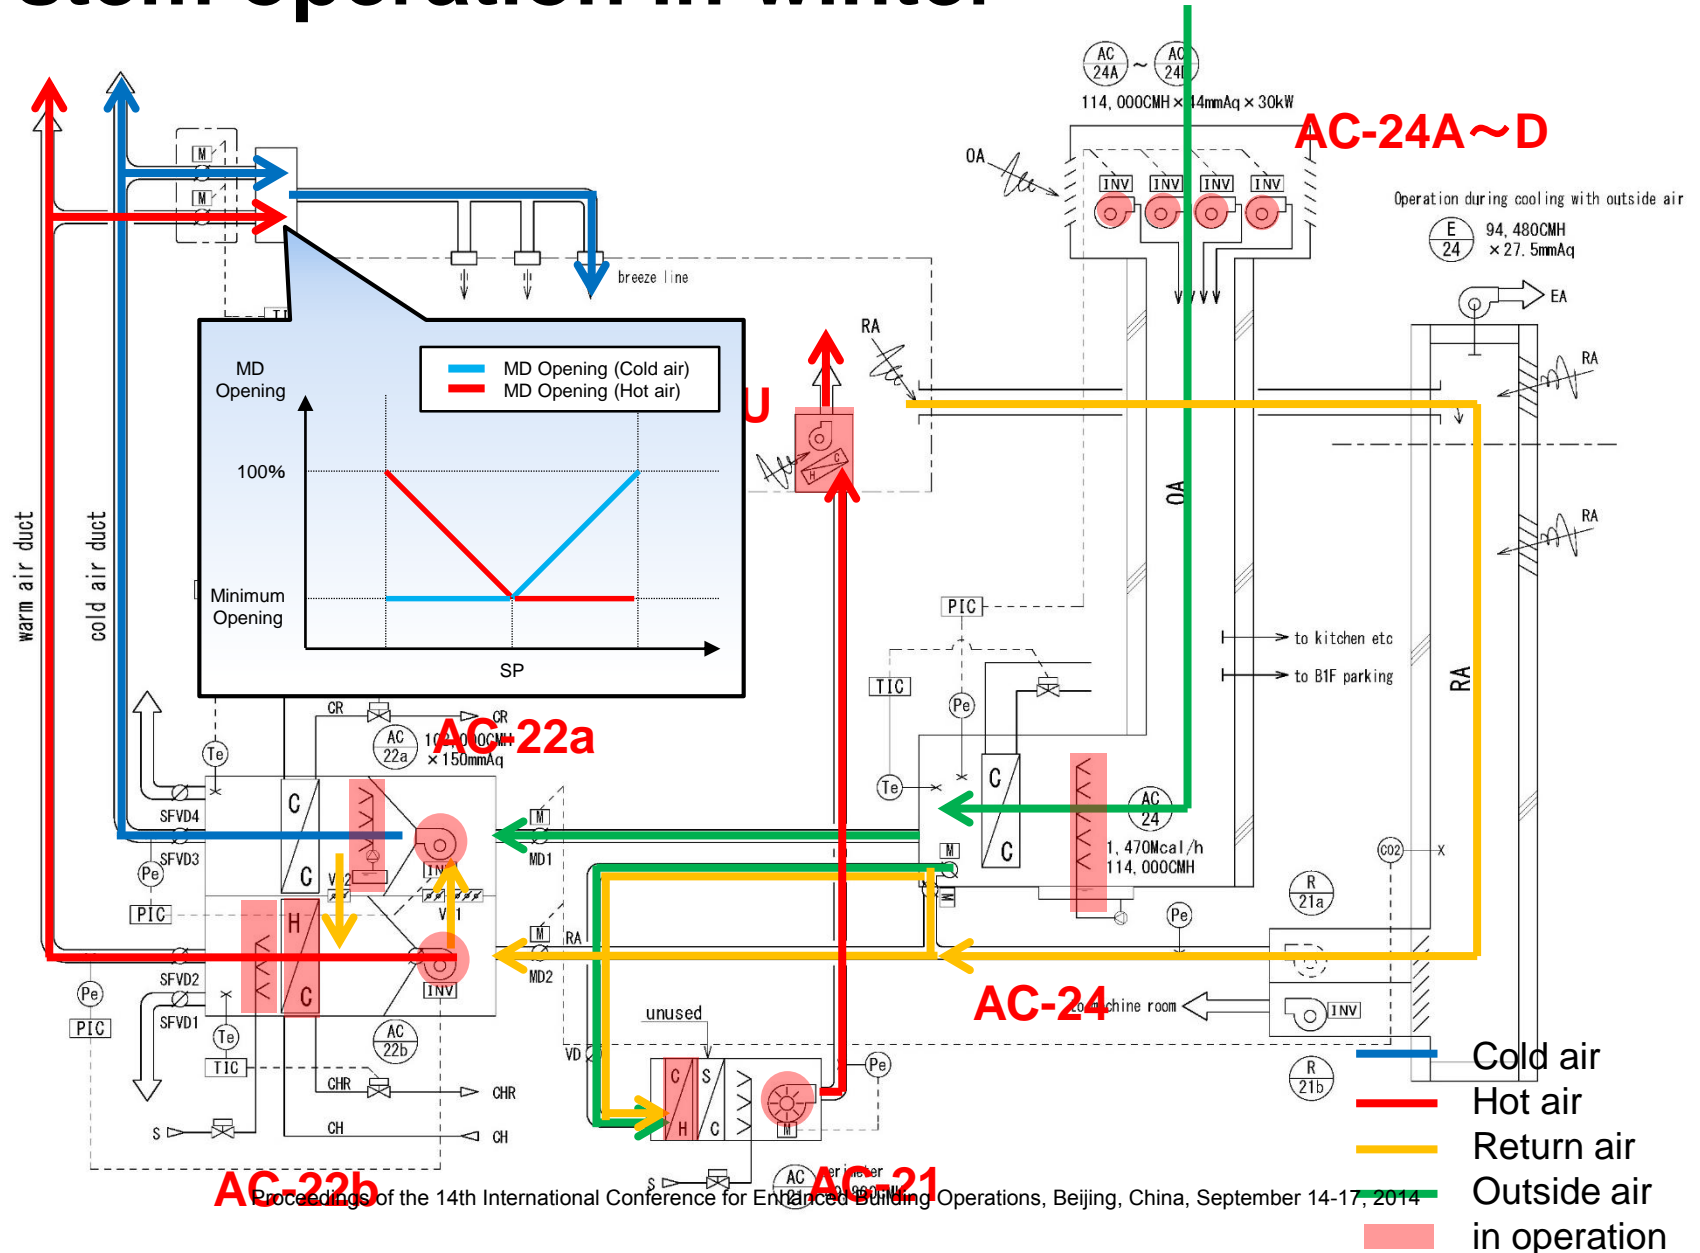 operation in winter
AC
24A
~
AC
114,000CMH×44mmAq×30kW
AC-24A～D
OA
INV
INV
INV
INV
M
M
Operation during cooling with outside air
E
24
94,480CMH
×27.5mmAq
EA
breeze line
RA
RA
MD
Opening
MD Opening (Cold air)
MD Opening (Hot air)
U
100%
Minimum
Opening
SP
C
H
OA
RA
warm air duct
cold air duct
PIC
to kitchen etc
to B1F parking
RA
TIC
Pe
CR
CR
AC
22a
AC-22a
×150mmAq
Te
Te
C
C
AC
24
1,470Mcal/h
114,000CMH
SFVD4
SFVD3
C
C
M
MD1
M
M
CO2
Pe
PIC
H
C
R
21a
Pe
M
RA
MD2
SFVD2
SFVD1
INV
Pe
PIC
Te
TIC
AC
22b
AC-24
machine room
INV
unused
VD
C
H
S
C
M
Pe
R
21b
CHR
CHR
CH
CH
S
S
AC
AC-22b
AC-21
Proceedings of the 14th International Conference for Enhanced Building Operations, Beijing, China, September 14-17, 2014
Cold air
Hot air
Return air
Outside air
in operation